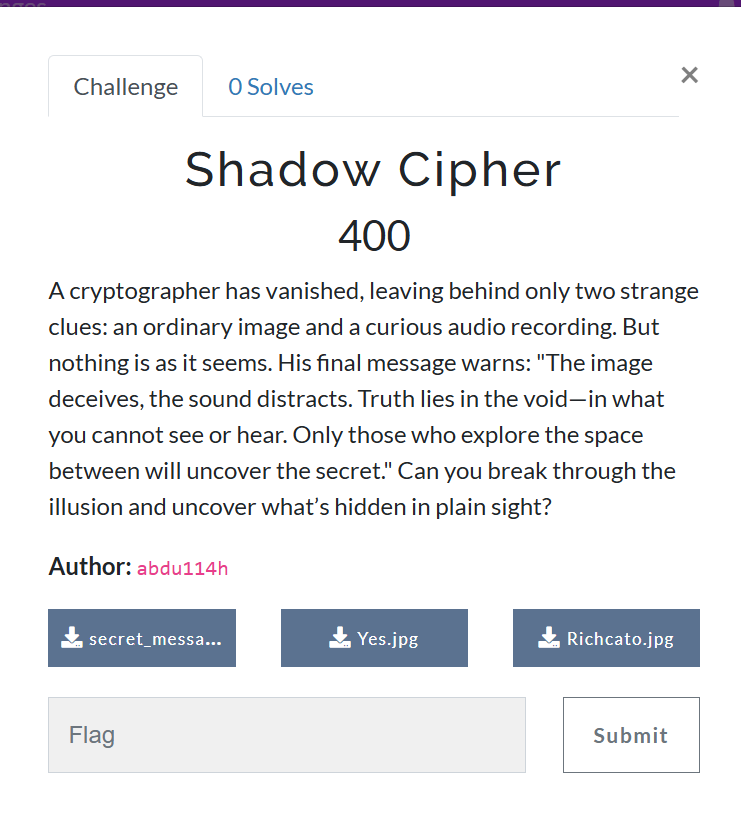 Challenge
0 Solves
×
Shadow Cipher
400
A cryptographer has vanished, leaving behind only two strange
clues: an ordinary image and a curious audio recording. But
nothing is as it seems. His final message warns: "The image
deceives, the sound distracts. Truth lies in the void—in what
you cannot see or hear. Only those who explore the space
between will uncover the secret." Can you break through the
illusion and uncover what’s hidden in plain sight?
Author: abdu114h
secret_messa... Yes.jpg Richcato.jpg
Flag Submit